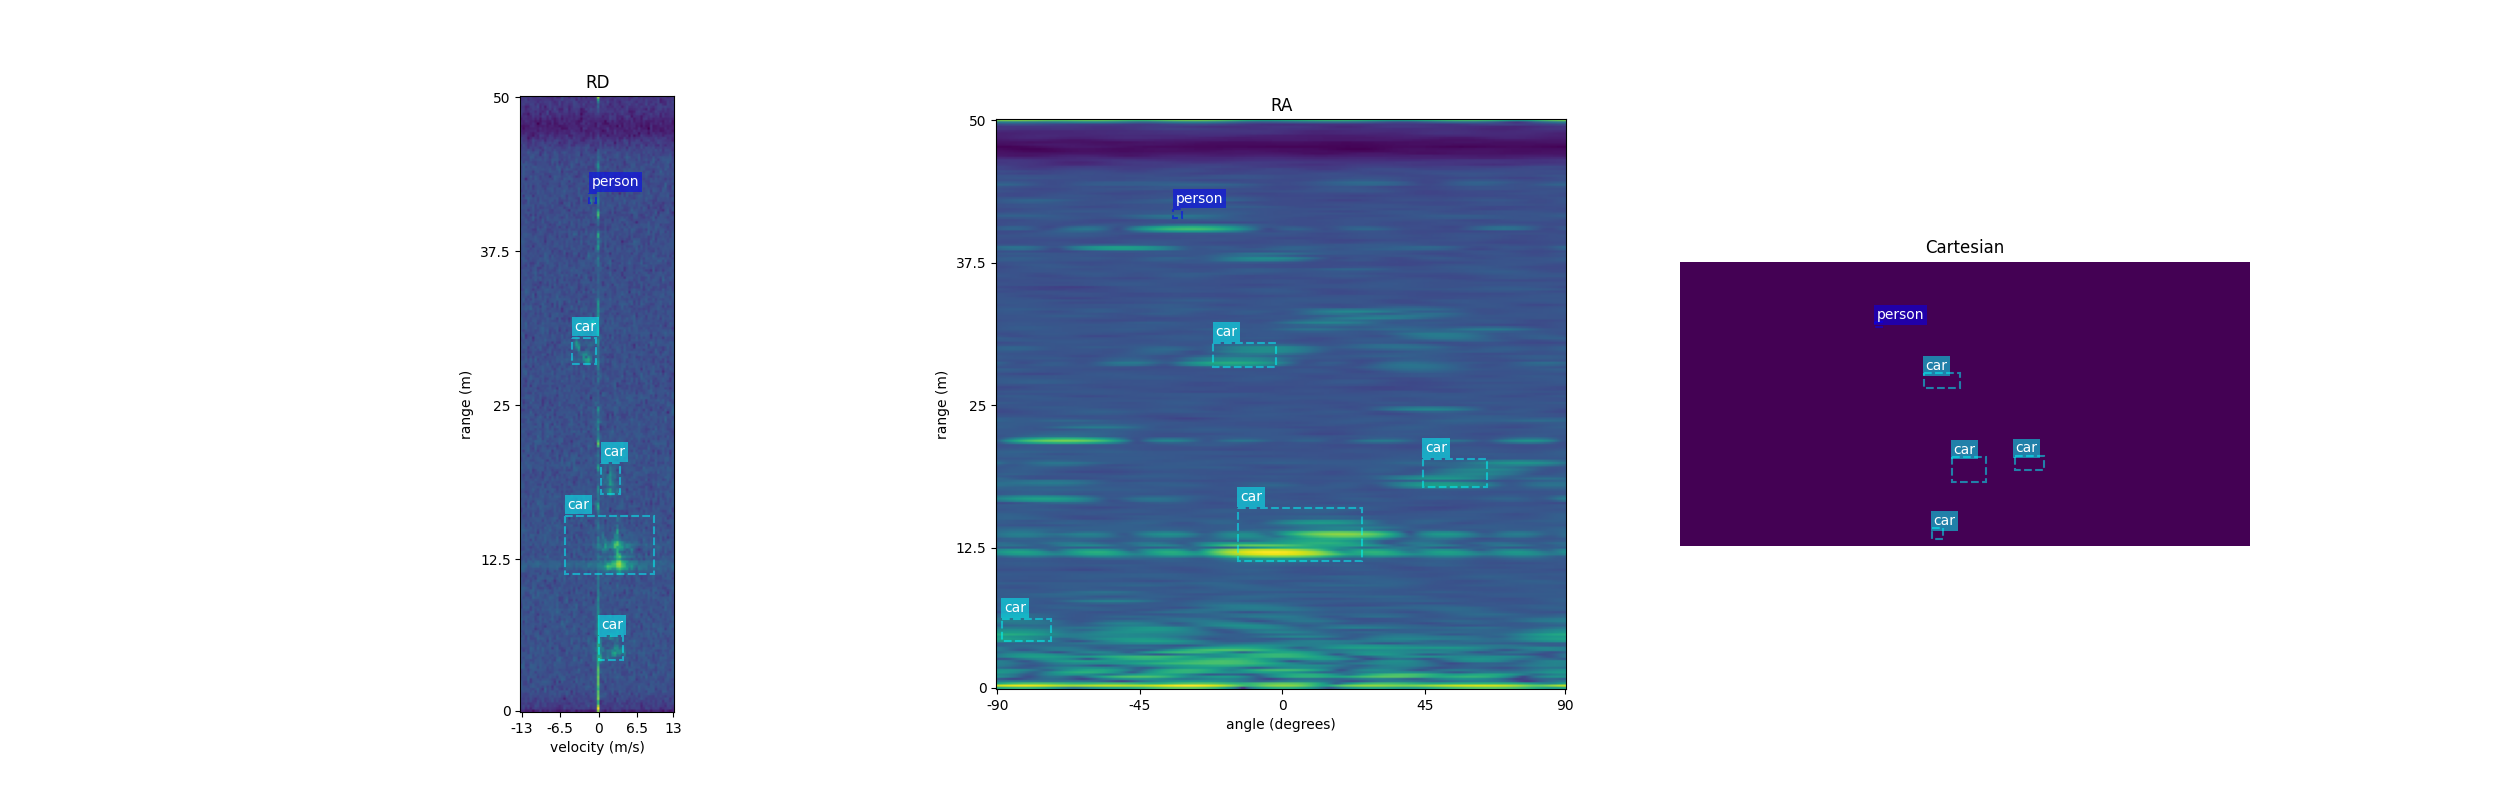 RD
50
37.5
25
12.5
0
range (m)
person
car
car
car
car
-13 -6.5 0 6.5 13
velocity (m/s)
RA
50
37.5
25
12.5
0
range (m)
person
car
car
car
car
-90 -45 0 45 90
angle (degrees)
Cartesian
person
car
car
car
car